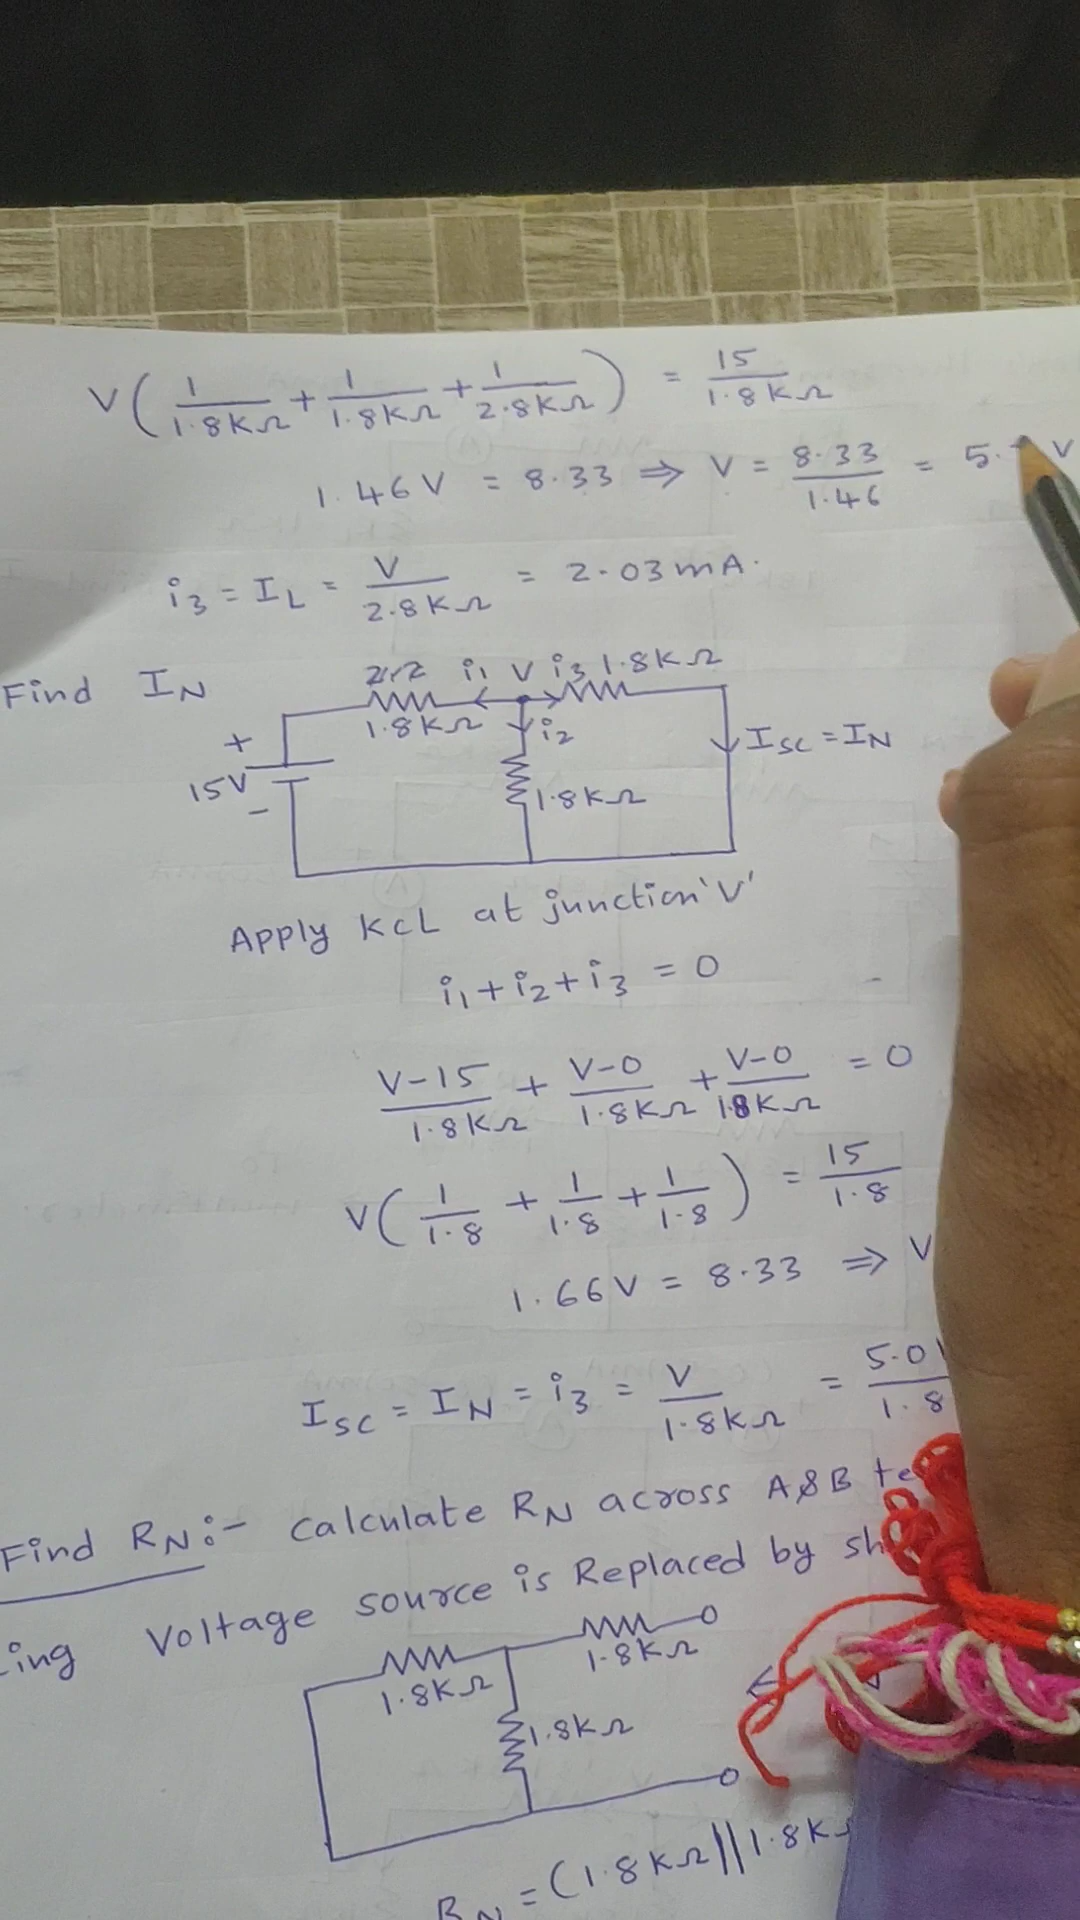 V(1/1.8KΩ + 1/1.8KΩ + 1/2.8KΩ) = 15/1.8KΩ
1.46V = 8.33 ⇒ V = 8.33/1.46 = 5. V
i3 = IL = V/2.8KΩ = 2.03mA.
Find IN
i1 V i3 1.8KΩ
1.8KΩ i2
+ 15V -
ISC = IN
1.8KΩ
Apply KCL at junction 'V'
i1 + i2 + i3 = 0
V-15/1.8KΩ + V-0/1.8KΩ + V-0/1.8KΩ = 0
V(1/1.8 + 1/1.8 + 1/1.8) = 15/1.8
1.66V = 8.33 ⇒ V
ISC = IN = i3 = V/1.8KΩ = 5.01/1.8
Find RN:- Calculate RN across A&B
Voltage source is Replaced by
1.8KΩ
1.8KΩ
1.8KΩ
RN = (1.8KΩ||1.8K